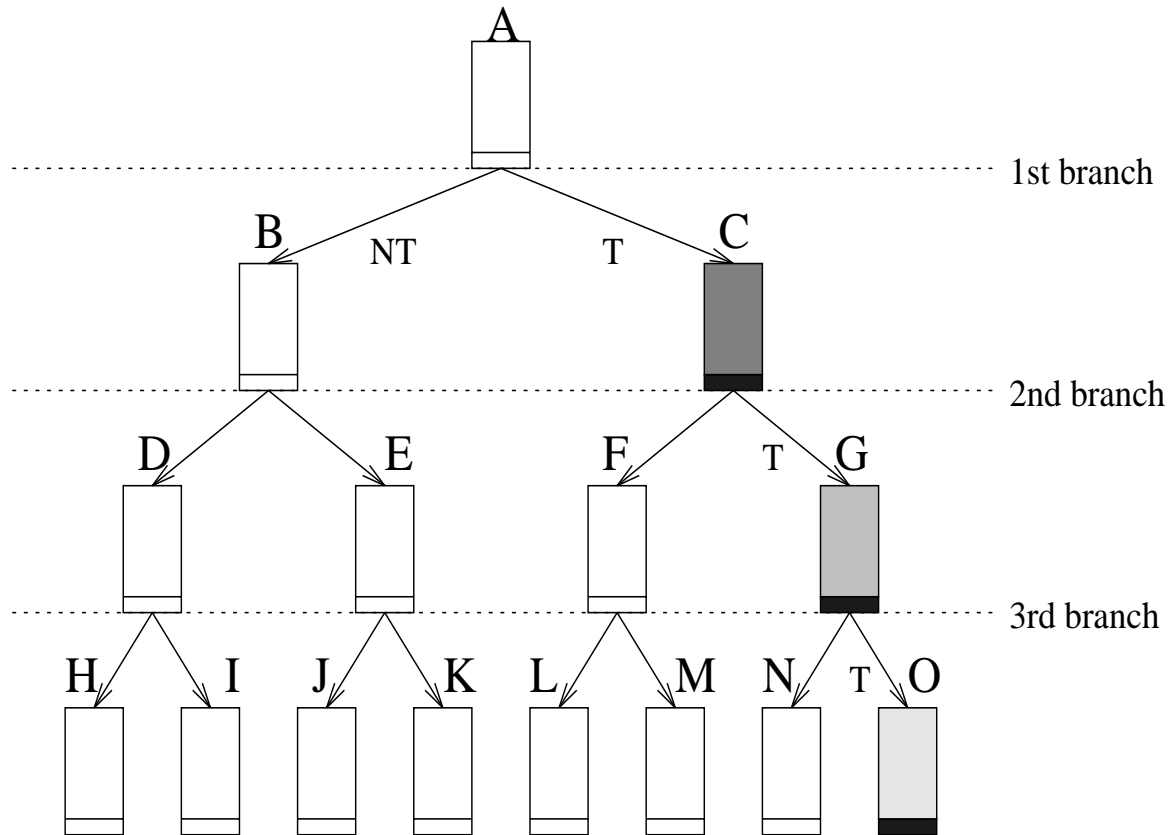 A
1st branch
B NT T C
2nd branch
D E F T G
3rd branch
H I J K L M N T O